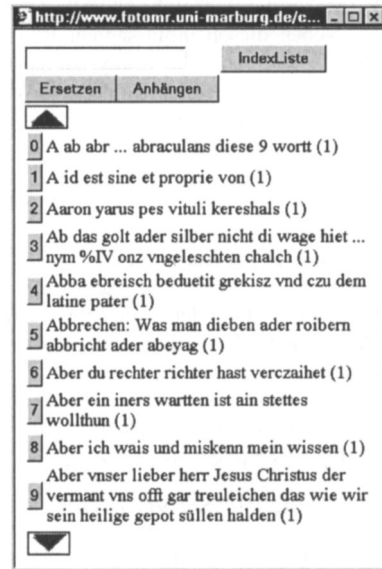 http://www.fotomr.uni-marburg.de/c...
IndexListe
Ersetzen Anhängen
0 A ab abr ... abraculans diese 9 wortt (1)
1 A id est sine et proprie von (1)
2 Aaron yarus pes vituli kereshals (1)
3 Ab das golt ader silber nicht di wage hiet ...
nym %IV onz vngeleschten chalch (1)
4 Abba ebreisch beduetit grekisz vnd czu dem
latine pater (1)
5 Abbrechen: Was man dieben ader roibern
abbricht ader abeyag (1)
6 Aber du rechter richter hast verczaihet (1)
7 Aber ein iners wartten ist ain stettes
wollthun (1)
8 Aber ich wais und miskenn mein wissen (1)
9 Aber vnser lieber herr Jesus Christus der
vermant vns offt gar treuleichen das wie wir
sein heilige gepot süllen halden (1)